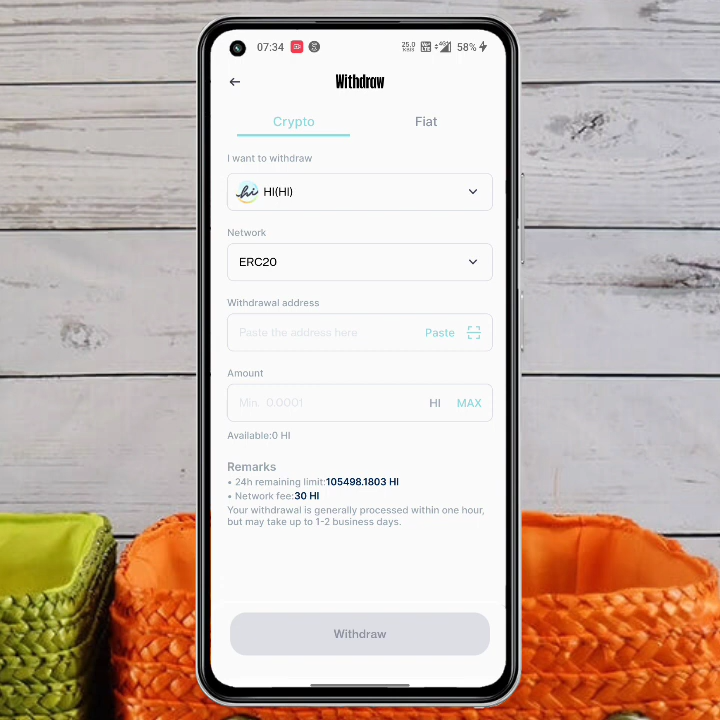 07:34
25.0
58%
Withdraw
Crypto
Fiat
I want to withdraw
hi HI(HI)
Network
ERC20
Withdrawal address
Paste the address here
Paste
Amount
Min. 0.0001
HI
MAX
Available:0 HI
Remarks
• 24h remaining limit:105498.1803 HI
• Network fee:30 HI
Your withdrawal is generally processed within one hour,
but may take up to 1-2 business days.
Withdraw